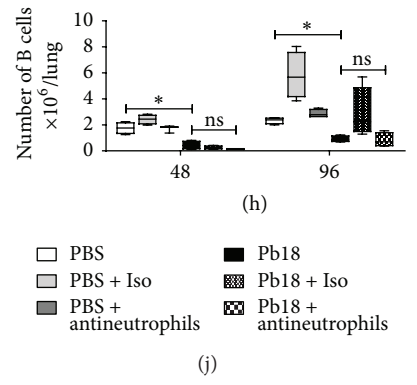 Number of B cells
×10⁶/lung
10
8
6
4
2
0
*
ns
*
ns
48
96
(h)
PBS
PBS + Iso
PBS +
antineutrophils
Pb18
Pb18 + Iso
Pb18 +
antineutrophils
(j)